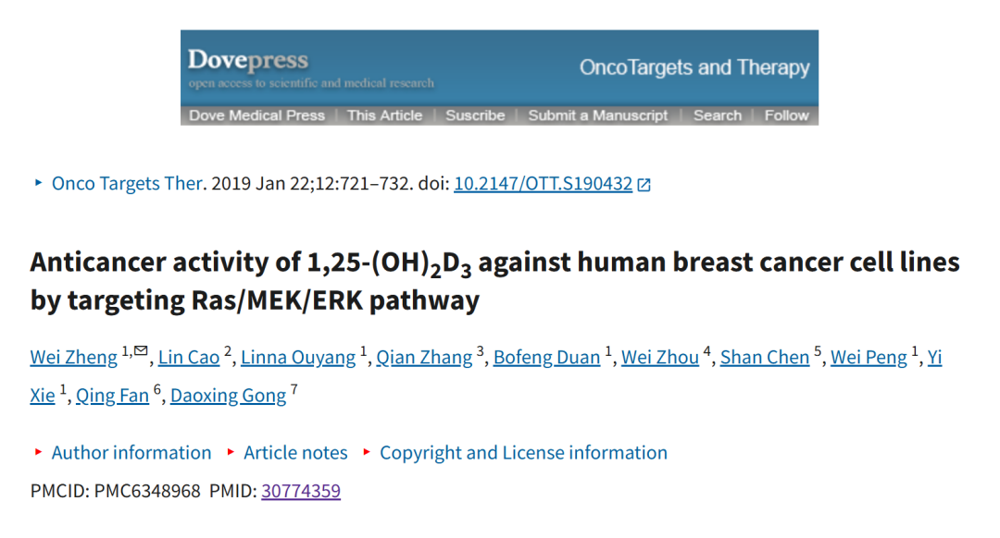 Dovepress
open access to scientific and medical research
OncoTargets and Therapy
Dove Medical Press | This Article | Suscribe | Submit a Manuscript | Search | Follow
‣ Onco Targets Ther. 2019 Jan 22;12:721–732. doi: 10.2147/OTT.S190432
Anticancer activity of 1,25-(OH)₂D₃ against human breast cancer cell lines
by targeting Ras/MEK/ERK pathway
Wei Zheng ¹,✉, Lin Cao ², Linna Ouyang ¹, Qian Zhang ³, Bofeng Duan ¹, Wei Zhou ⁴, Shan Chen ⁵, Wei Peng ¹, Yi
Xie ¹, Qing Fan ⁶, Daoxing Gong ⁷
‣ Author information ‣ Article notes ‣ Copyright and License information
PMCID: PMC6348968 PMID: 30774359